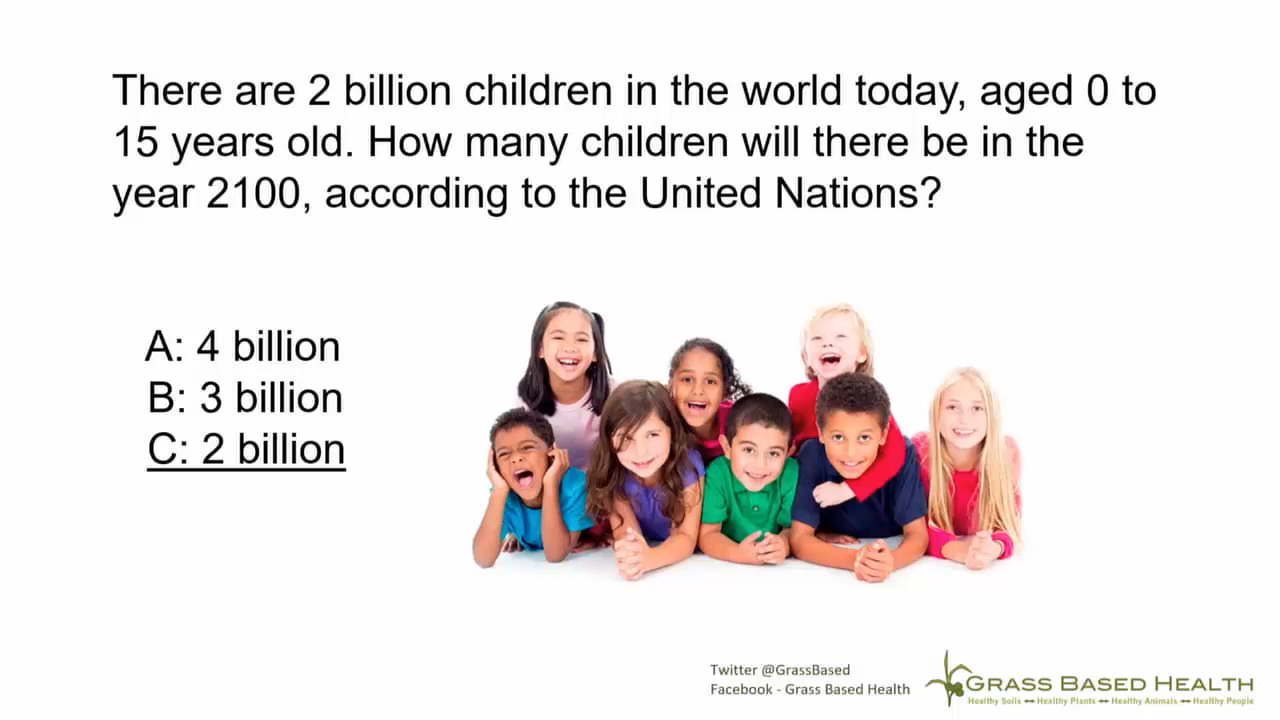 There are 2 billion children in the world today, aged 0 to
15 years old. How many children will there be in the
year 2100, according to the United Nations?
A: 4 billion
B: 3 billion
C: 2 billion
Twitter @GrassBased
Facebook - Grass Based Health
GRASS BASED HEALTH
Healthy Soils ↔ Healthy Plants ↔ Healthy Animals ↔ Healthy People